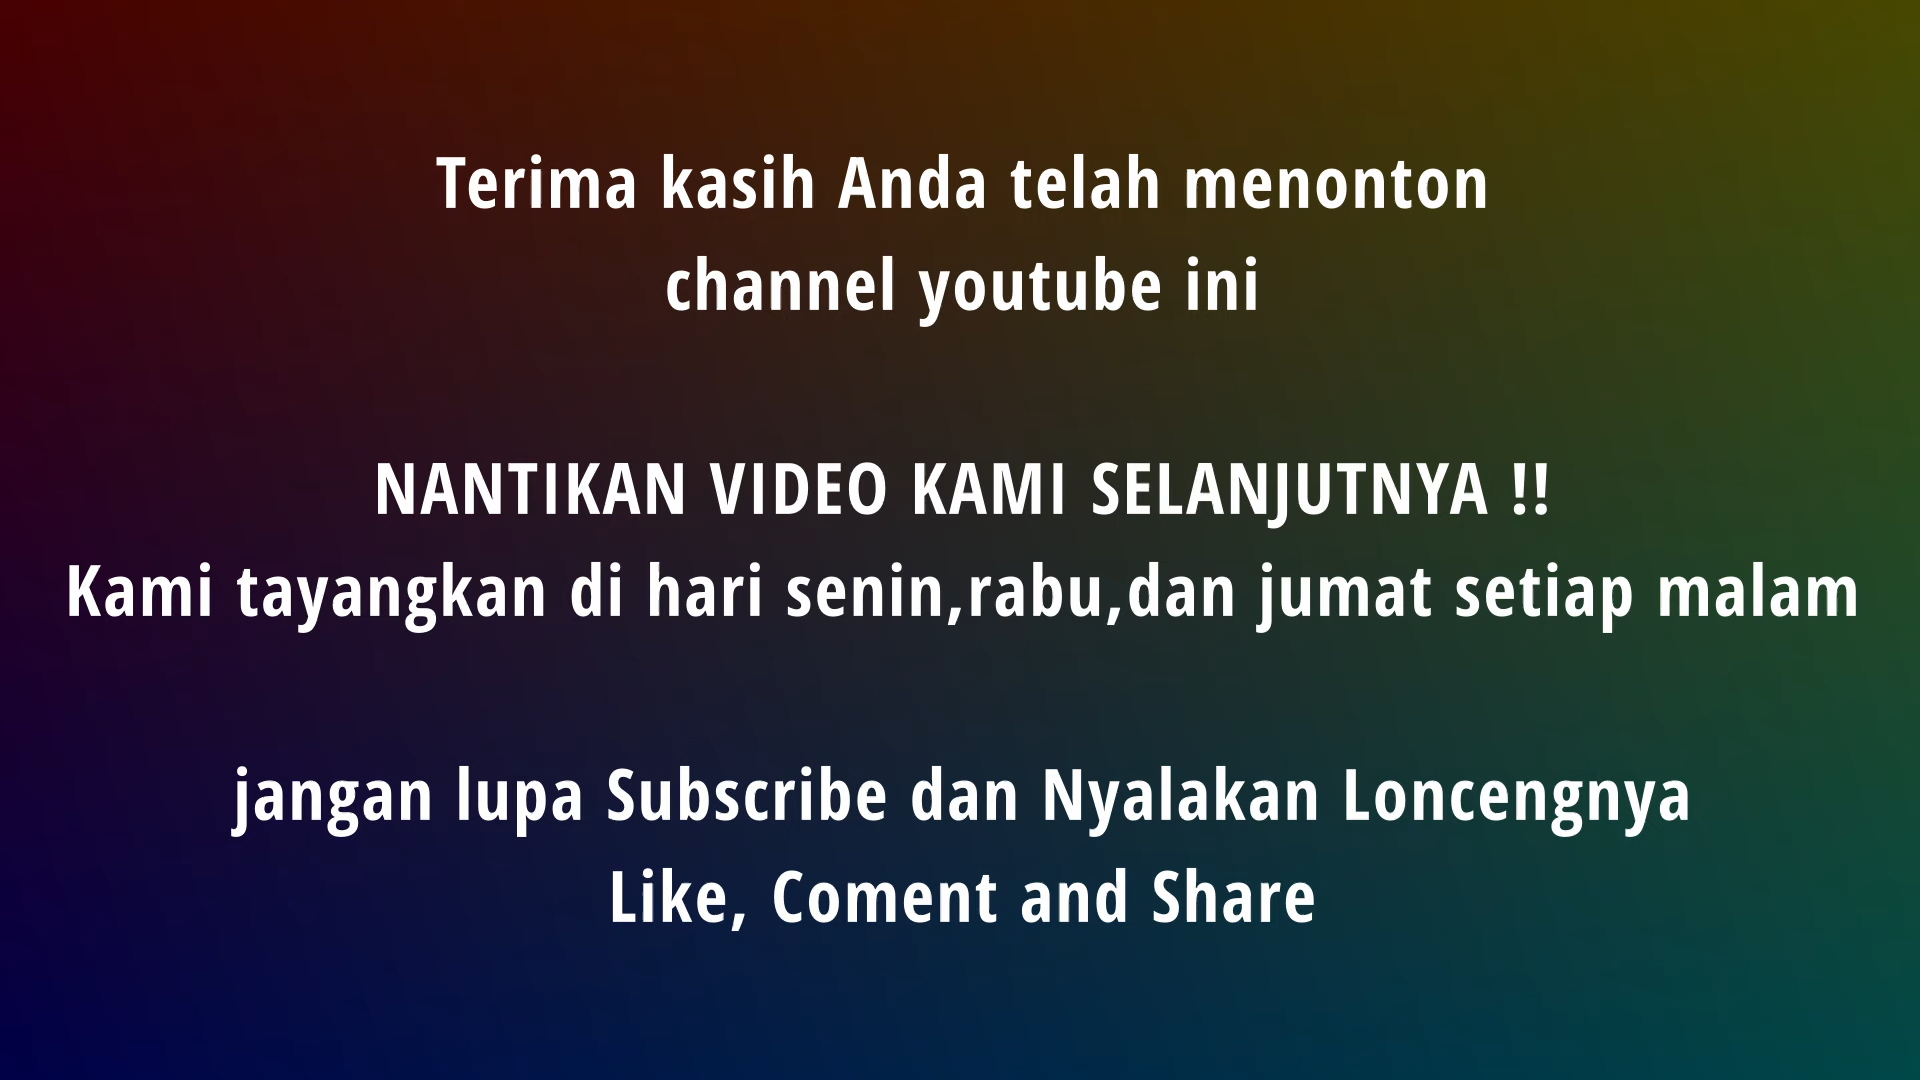 Terima kasih Anda telah menonton
channel youtube ini
NANTIKAN VIDEO KAMI SELANJUTNYA !!
Kami tayangkan di hari senin,rabu,dan jumat setiap malam
jangan lupa Subscribe dan Nyalakan Loncengnya
Like, Coment and Share